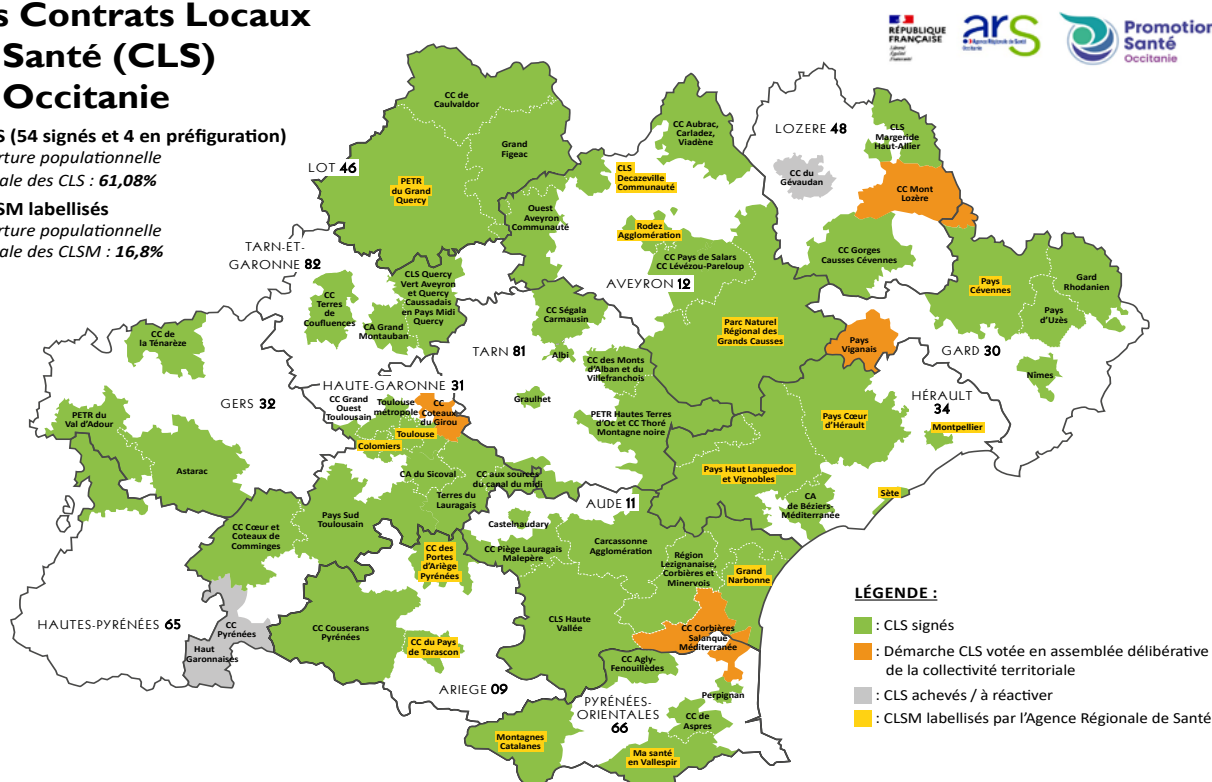 s Contrats Locaux
Santé (CLS)
Occitanie
S (54 signés et 4 en préfiguration)
erture populationnelle
ale des CLS : 61,08%
LSM labellisés
erture populationnelle
ale des CLSM : 16,8%
RÉPUBLIQUE
FRANÇAISE
Liberté
Égalité
Fraternité
ars
Agence Régionale de Santé
Occitanie
Promotion
Santé
Occitanie
LOT 46
CC de
Caulvaldor
Grand
Figeac
PETR
du Grand
Quercy
TARN-ET-
GARONNE 82
CC
Terres
de
Coufluences
CLS Quercy
Vert Aveyron
et Quercy
Caussadais
en Pays Midi
Quercy
CA Grand
Montauban
AVEYRON 12
CC Aubrac,
Carladez,
Viadène
CLS
Decazeville
Communauté
Ouest
Aveyron
Communauté
Rodez
Agglomération
CC Pays de Salars
CC Lévézou-Pareloup
Parc Naturel
Régional des
Grands Causses
LOZERE 48
CLS
Margeride
Haut-Allier
CC du
Gévaudan
CC Mont
Lozère
CC Gorges
Causses Cévennes
GARD 30
Pays
Cévennes
Gard
Rhodanien
Pays
d'Uzès
Pays
Viganais
Nîmes
HÉRAULT
34
Pays Cœur
d'Hérault
Montpellier
Pays Haut Languedoc
et Vignobles
CA
de Béziers-
Méditerranée
Sète
TARN 81
CC Ségala
Carmausin
Albi
CC des Monts
d'Alban et du
Villefranchois
Graulhet
PETR Hautes Terres
d'Oc et CC Thoré
Montagne noire
HAUTE-GARONNE 31
CC Grand
Ouest
Toulousain
Toulouse
métropole
CC
Coteaux
du Girou
Toulouse
Colomiers
CA du Sicoval
CC aux sources
du canal du midi
Terres du
Lauragais
Pays Sud
Toulousain
CC Cœur et
Coteaux de
Comminges
CC
Pyrénées
Haut
Garonnaises
GERS 32
CC de
la Ténarèze
PETR du
Val d'Adour
Astarac
HAUTES-PYRÉNÉES 65
ARIEGE 09
CC des
Portes
d'Ariège
Pyrénées
CC Couserans
Pyrénées
CC du Pays
de Tarascon
AUDE 11
Castelnaudary
CC Piège Lauragais
Malepère
Carcassonne
Agglomération
Région
Lezignanaise,
Corbières et
Minervois
Grand
Narbonne
CLS Haute
Vallée
CC Corbières
Salanque
Méditerranée
PYRÉNÉES-
ORIENTALES
66
CC Agly-
Fenouillèdes
Perpignan
CC de
Aspres
Montagnes
Catalanes
Ma santé
en Vallespir
LÉGENDE :
: CLS signés
: Démarche CLS votée en assemblée délibérative
de la collectivité territoriale
: CLS achevés / à réactiver
: CLSM labellisés par l'Agence Régionale de Santé